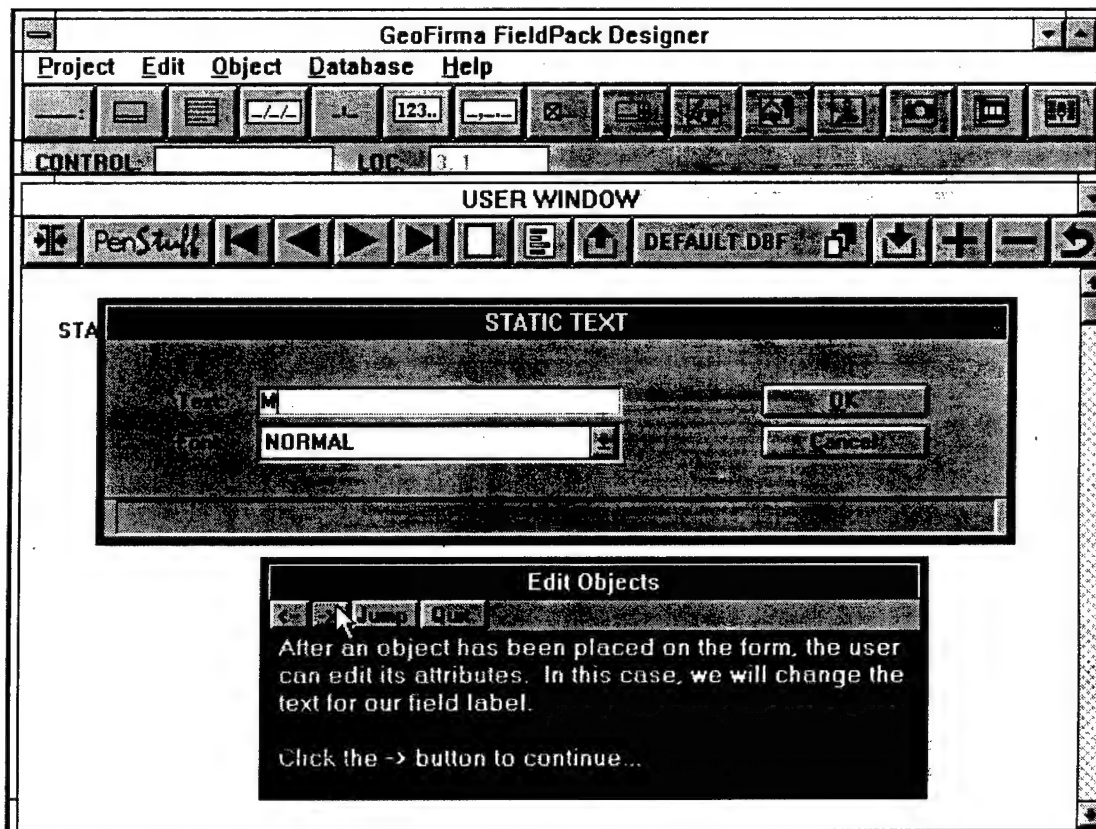 GeoFirma FieldPack Designer
Project Edit Object Database Help
123..
CONTROL: LOC: 3, 1
USER WINDOW
PenStuff DEFAULT.DBF
STA
STATIC TEXT
Text: M OK
Font: NORMAL Cancel
Edit Objects
<- -> Jump Quit
After an object has been placed on the form, the user
can edit its attributes. In this case, we will change the
text for our field label.
Click the -> button to continue...